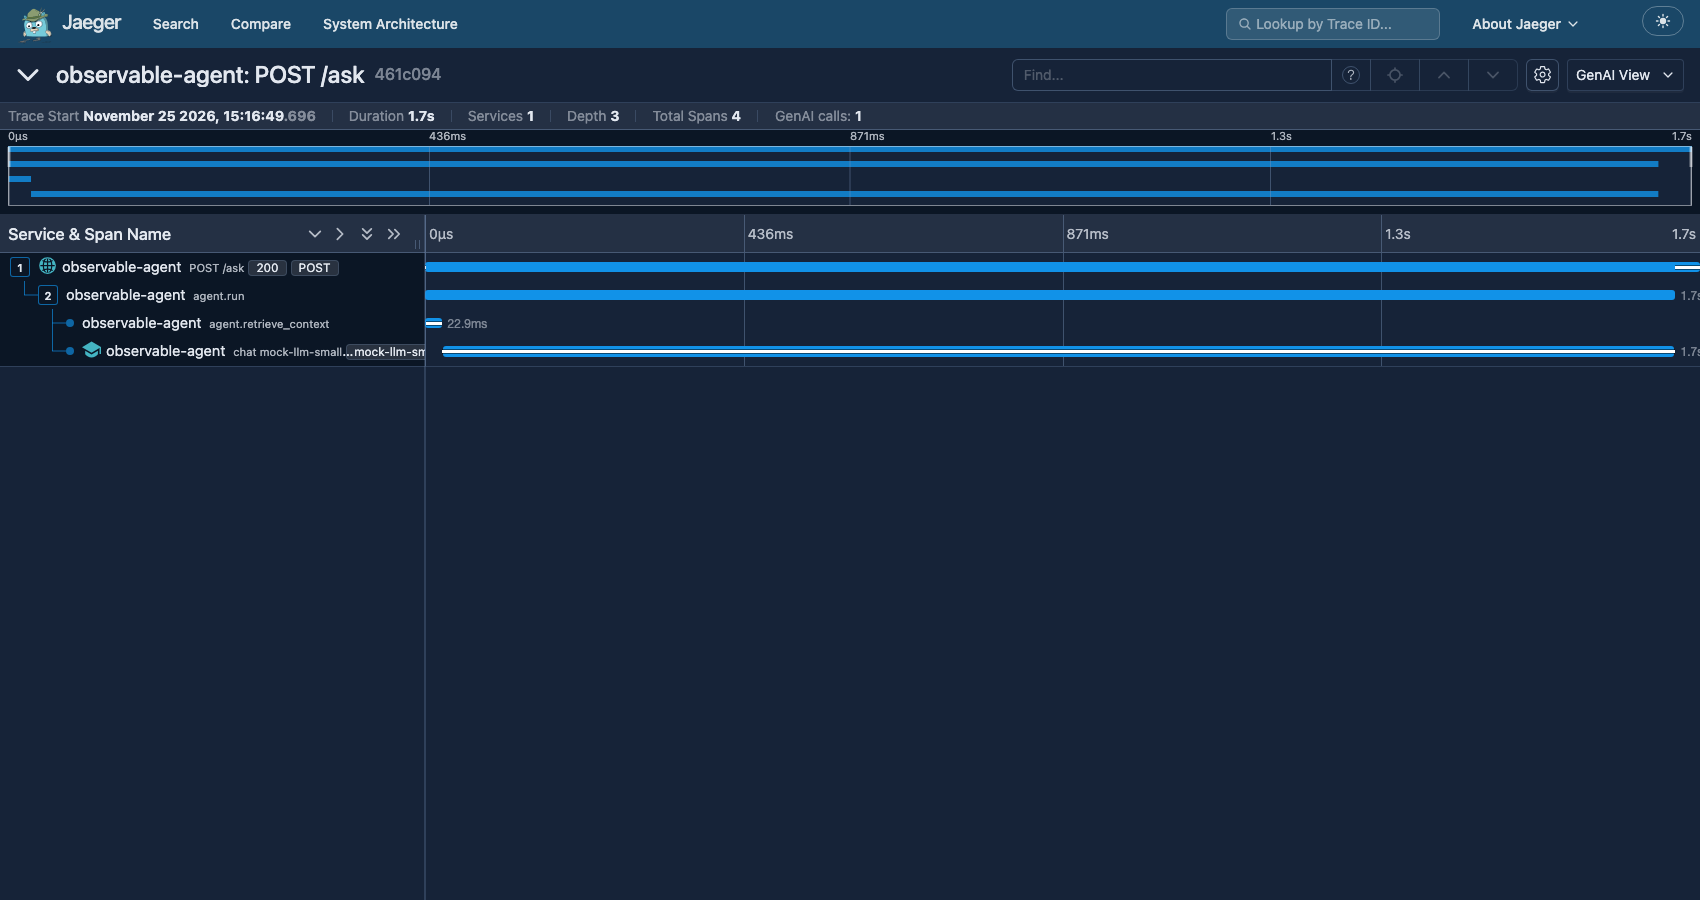 Jaeger Search Compare System Architecture Lookup by Trace ID... About Jaeger
observable-agent: POST /ask 461c094 Find... ? GenAI View
Trace Start November 25 2026, 15:16:49.696 Duration 1.7s Services 1 Depth 3 Total Spans 4 GenAI calls: 1
0μs 436ms 871ms 1.3s 1.7s
Service & Span Name 0μs 436ms 871ms 1.3s 1.7s
1 observable-agent POST /ask 200 POST
2 observable-agent agent.run 1.7s
observable-agent agent.retrieve_context 22.9ms
observable-agent chat mock-llm-small... mock-llm-sm 1.7s